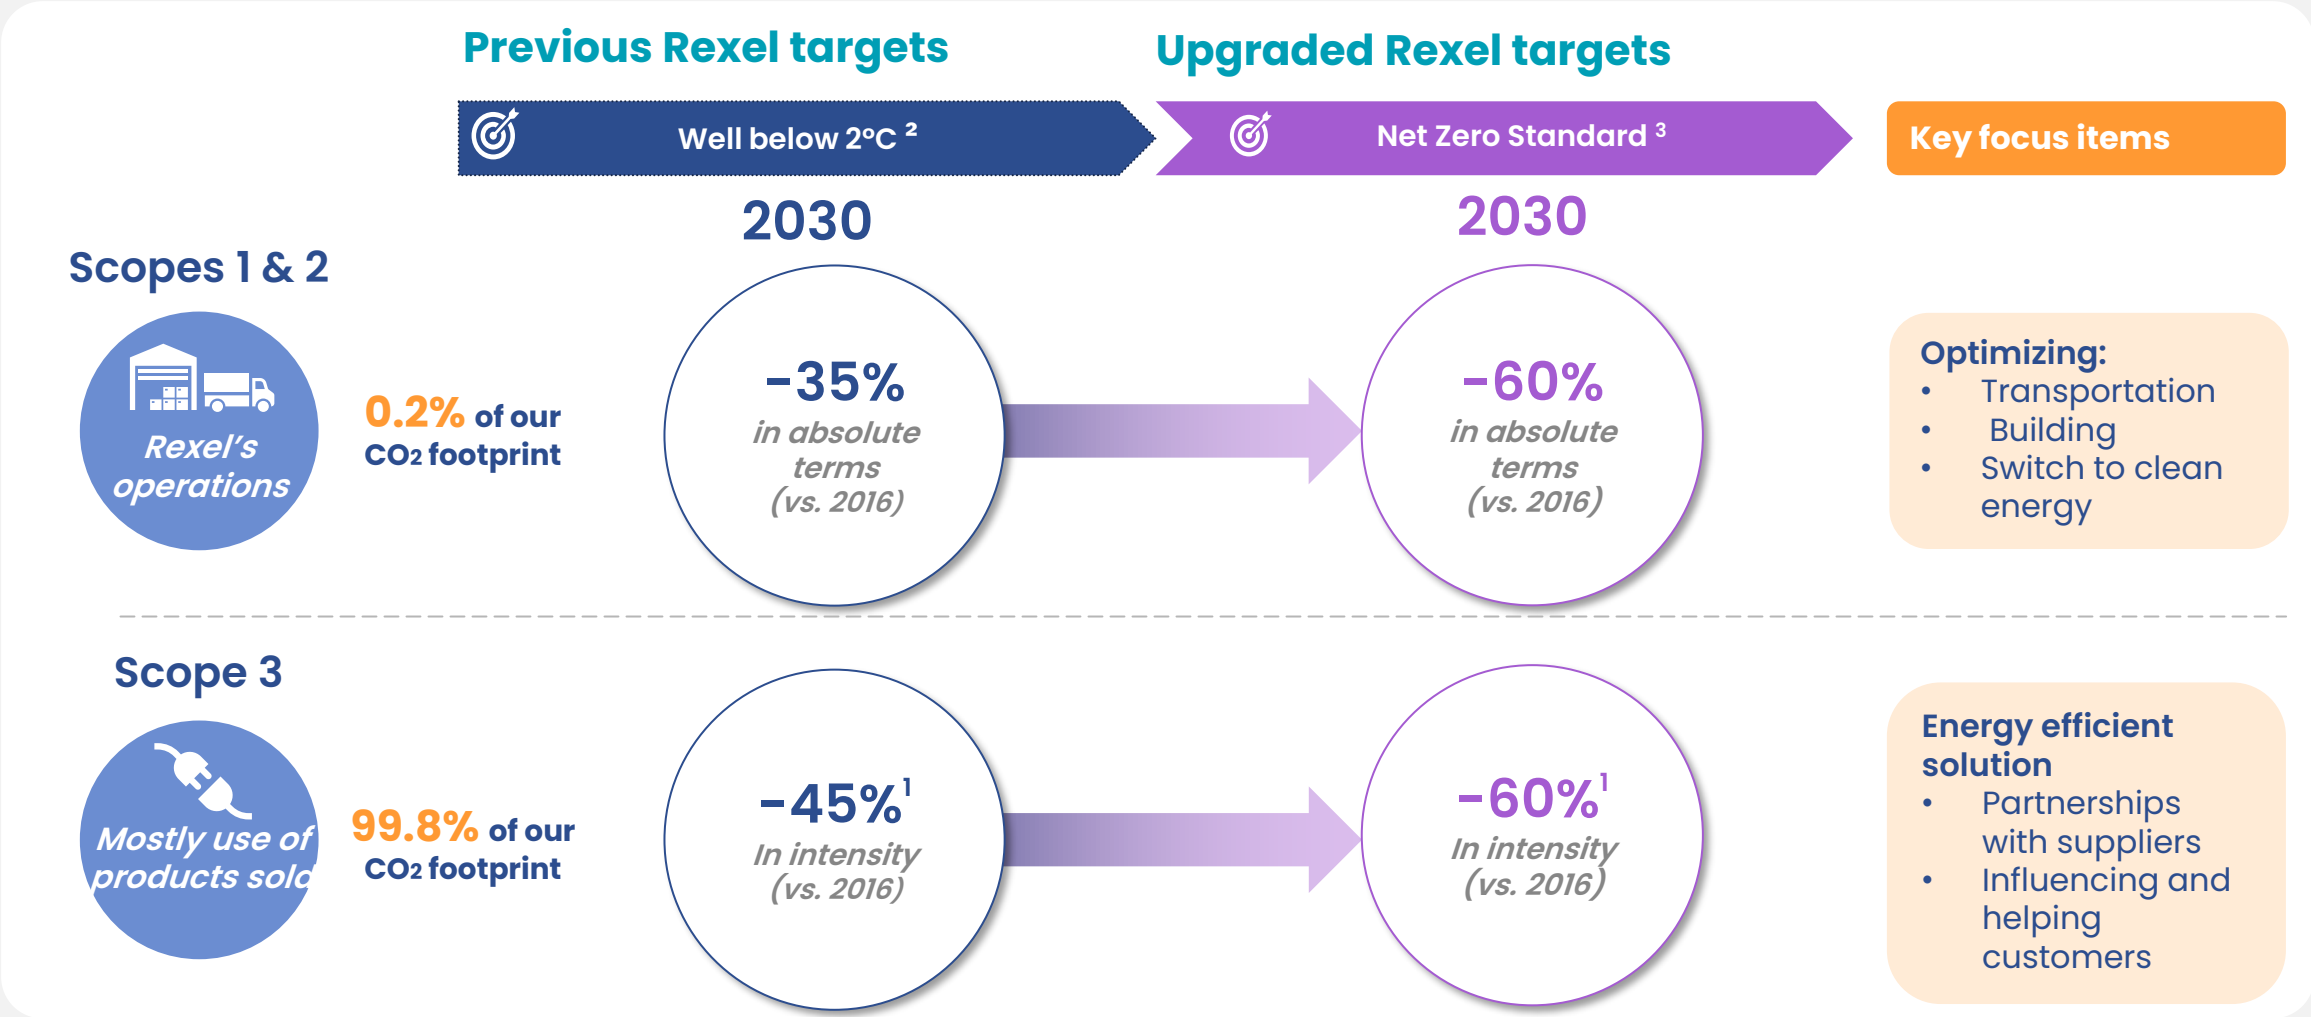 Previous Rexel targets
Upgraded Rexel targets
Well below 2°C ²
Net Zero Standard ³
Key focus items
2030
2030
Scopes 1 & 2
Rexel's
operations
0.2% of our
CO2 footprint
-35%
in absolute
terms
(vs. 2016)
-60%
in absolute
terms
(vs. 2016)
Optimizing:
• Transportation
• Building
• Switch to clean
energy
Scope 3
Mostly use of
products sold
99.8% of our
CO2 footprint
-45%¹
In intensity
(vs. 2016)
-60%¹
In intensity
(vs. 2016)
Energy efficient
solution
• Partnerships
with suppliers
• Influencing and
helping
customers